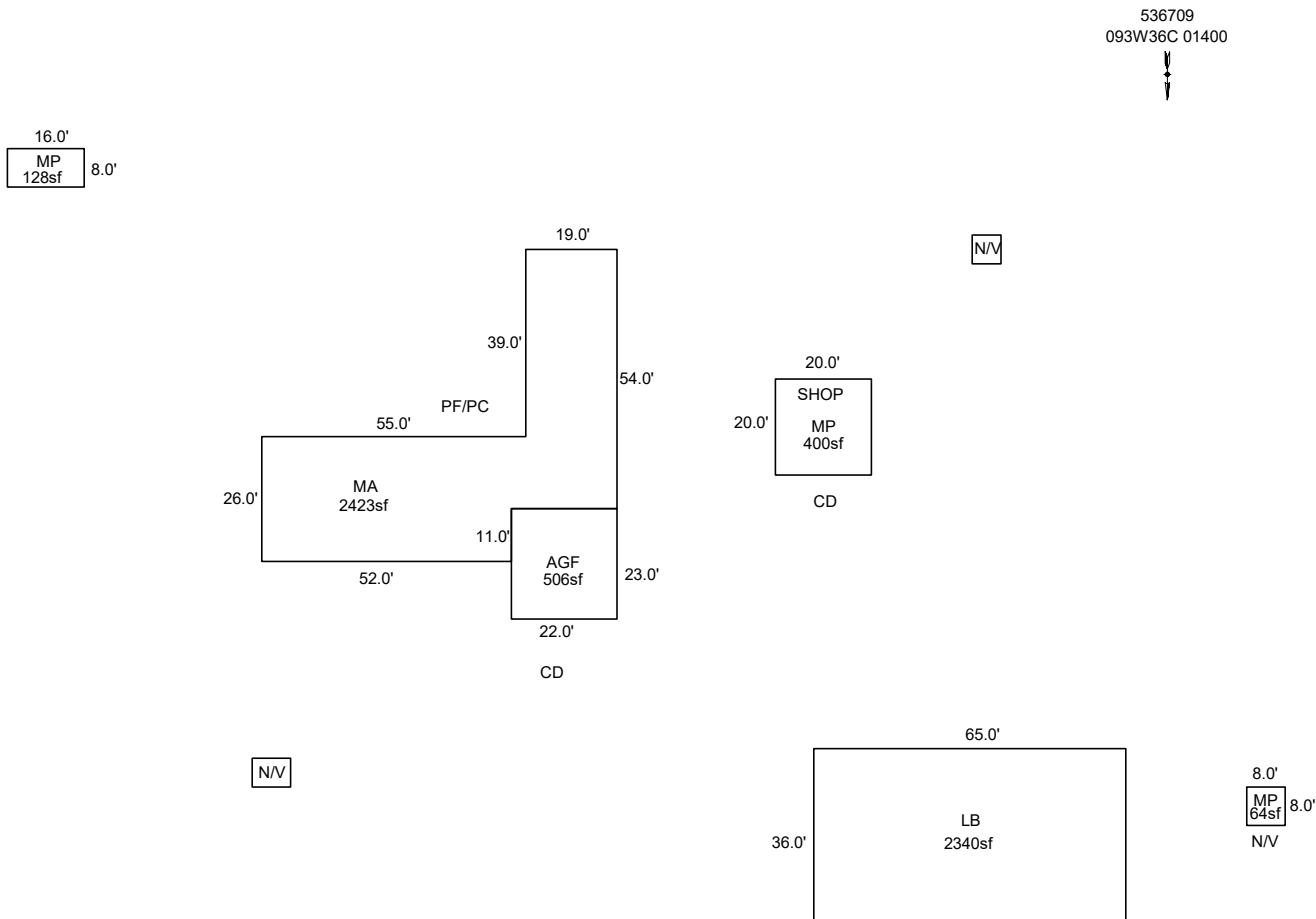 536709
093W36C 01400
16.0'
MP
128sf
8.0'
19.0'
N/V
39.0'
54.0'
20.0'
SHOP
20.0'
MP
400sf
PF/PC
55.0'
26.0'
MA
2423sf
CD
11.0'
AGF
506sf
23.0'
52.0'
22.0'
CD
65.0'
N/V
8.0'
MP
64sf
8.0'
LB
2340sf
36.0'
N/V